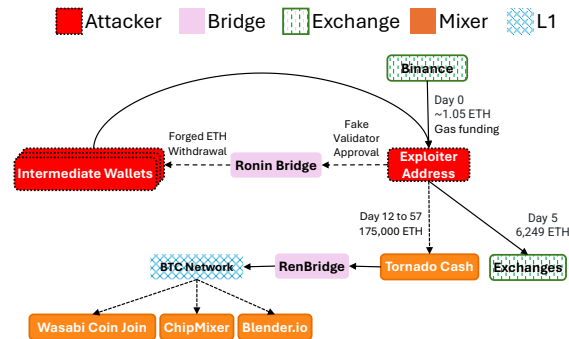 Attacker
Bridge
Exchange
Mixer
L1
Binance
Day 0
~1.05 ETH
Gas funding
Forged ETH
Withdrawal
Fake
Validator
Approval
Intermediate Wallets
Ronin Bridge
Exploiter
Address
Day 12 to 57
175,000 ETH
Day 5
6,249 ETH
BTC Network
RenBridge
Tornado Cash
Exchanges
Wasabi Coin Join
ChipMixer
Blender.io